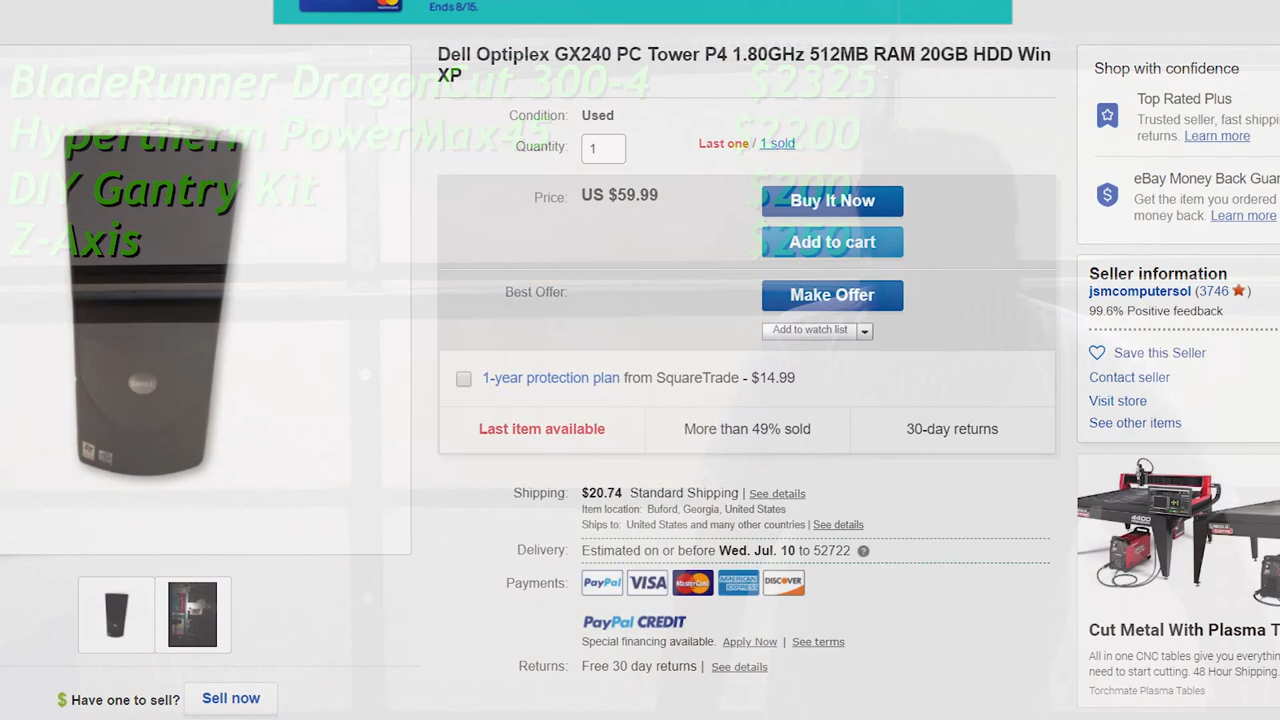 Ends 8/15.
Dell Optiplex GX240 PC Tower P4 1.80GHz 512MB RAM 20GB HDD Win
XP
BladeRunner DragonCut 300-4 $2325
Hypertherm PowerMax45 $2200
DIY Gantry Kit $200
Z-Axis $250
Condition: Used
Quantity: 1
Last one / 1 sold
Price: US $59.99
Buy It Now
Add to cart
Best Offer:
Make Offer
Add to watch list
1-year protection plan from SquareTrade - $14.99
Last item available
More than 49% sold
30-day returns
Shipping: $20.74 Standard Shipping | See details
Item location: Buford, Georgia, United States
Ships to: United States and many other countries | See details
Delivery: Estimated on or before Wed. Jul. 10 to 52722
Payments: PayPal VISA MasterCard AMERICAN EXPRESS DISCOVER
PayPal CREDIT
Special financing available. Apply Now | See terms
Returns: Free 30 day returns | See details
$ Have one to sell? Sell now
Shop with confidence
Top Rated Plus
Trusted seller, fast shippin
returns. Learn more
eBay Money Back Guar
Get the item you ordered
money back. Learn more
Seller information
jsmcomputersol (3746 )
99.6% Positive feedback
Save this Seller
Contact seller
Visit store
See other items
4400
Cut Metal With Plasma T
All in one CNC tables give you everythin
need to start cutting. 48 Hour Shipping.
Torchmate Plasma Tables